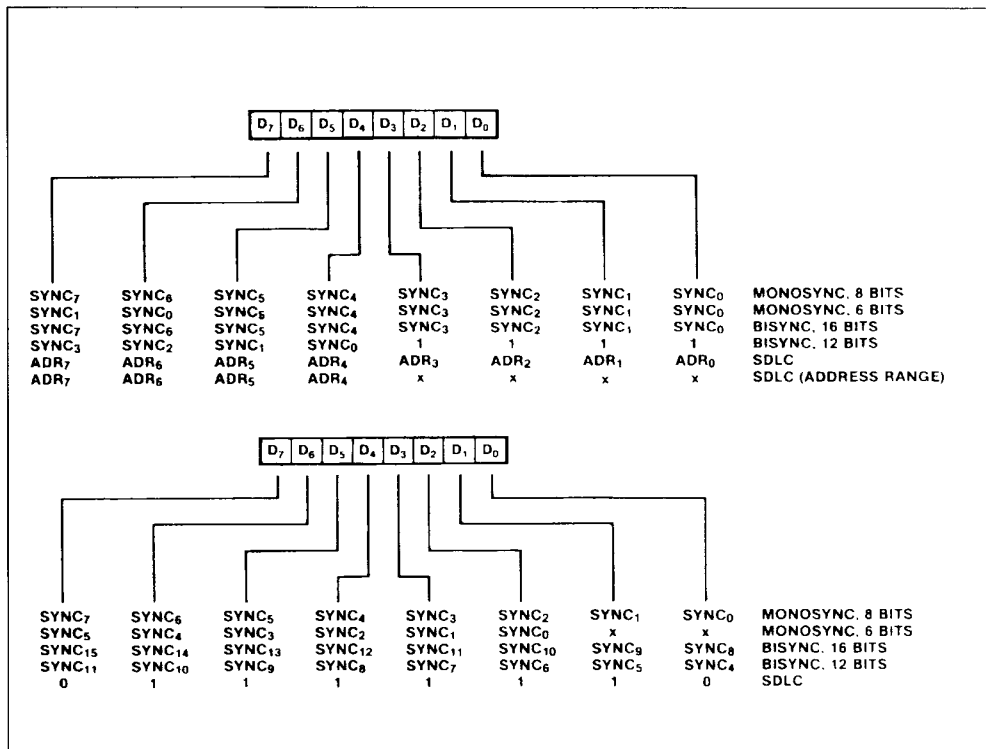 D₇ D₆ D₅ D₄ D₃ D₂ D₁ D₀
SYNC₇ SYNC₆ SYNC₅ SYNC₄ SYNC₃ SYNC₂ SYNC₁ SYNC₀ MONOSYNC, 8 BITS
SYNC₁ SYNC₀ SYNC₅ SYNC₄ SYNC₃ SYNC₂ SYNC₁ SYNC₀ MONOSYNC, 6 BITS
SYNC₇ SYNC₆ SYNC₅ SYNC₄ SYNC₃ SYNC₂ SYNC₁ SYNC₀ BISYNC, 16 BITS
SYNC₃ SYNC₂ SYNC₁ SYNC₀ 1 1 1 1 BISYNC, 12 BITS
ADR₇ ADR₆ ADR₅ ADR₄ ADR₃ ADR₂ ADR₁ ADR₀ SDLC
ADR₇ ADR₆ ADR₅ ADR₄ x x x x SDLC (ADDRESS RANGE)
D₇ D₆ D₅ D₄ D₃ D₂ D₁ D₀
SYNC₇ SYNC₆ SYNC₅ SYNC₄ SYNC₃ SYNC₂ SYNC₁ SYNC₀ MONOSYNC, 8 BITS
SYNC₅ SYNC₄ SYNC₃ SYNC₂ SYNC₁ SYNC₀ x x MONOSYNC, 6 BITS
SYNC₁₅ SYNC₁₄ SYNC₁₃ SYNC₁₂ SYNC₁₁ SYNC₁₀ SYNC₉ SYNC₈ BISYNC, 16 BITS
SYNC₁₁ SYNC₁₀ SYNC₉ SYNC₈ SYNC₇ SYNC₆ SYNC₅ SYNC₄ BISYNC, 12 BITS
0 1 1 1 1 1 1 0 SDLC